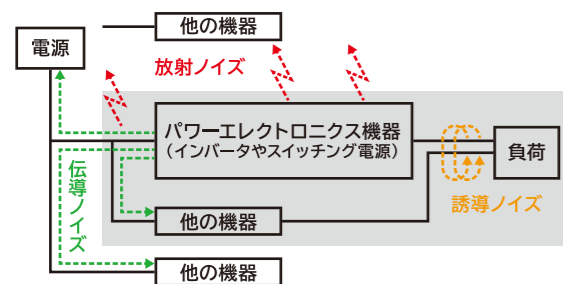 他の機器
電源
放射ノイズ
パワーエレクトロニクス機器
（インバータやスイッチング電源）
負荷
伝導ノイズ
誘導ノイズ
他の機器
他の機器